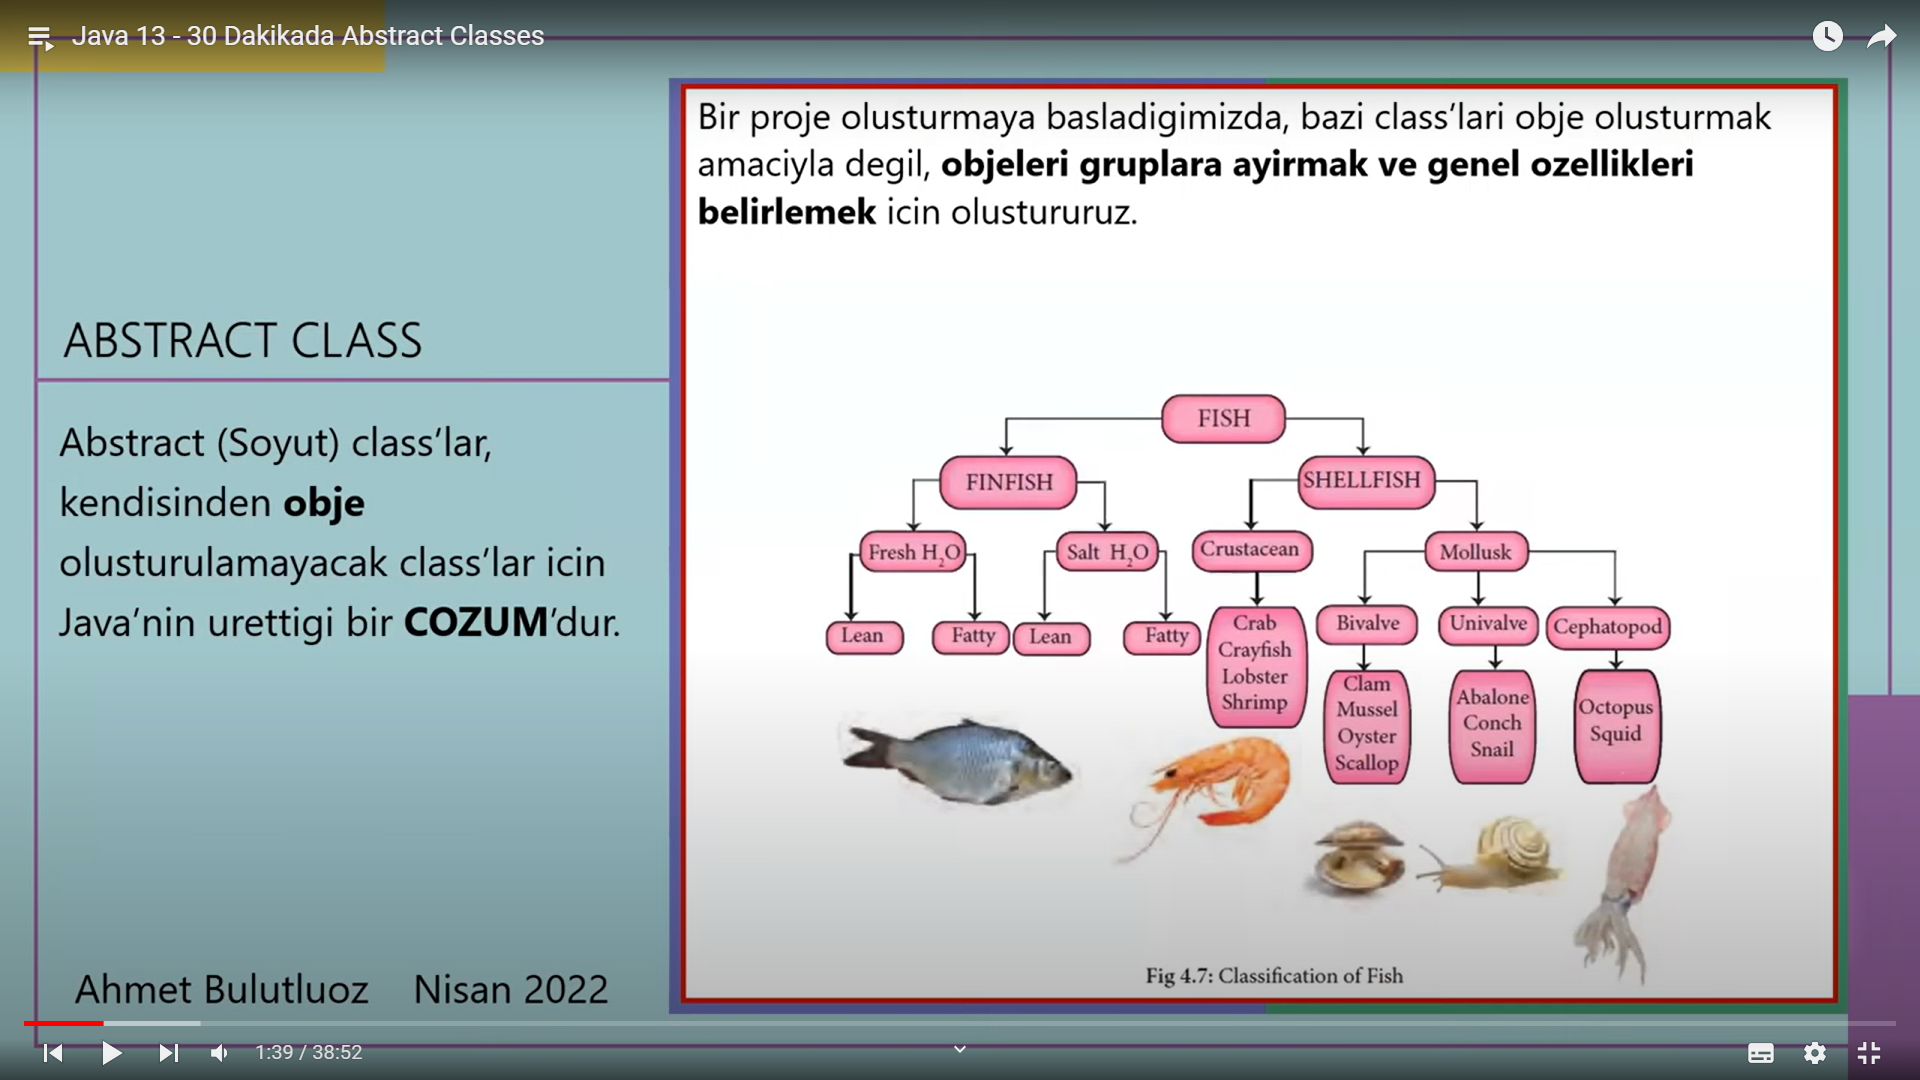 Java 13 - 30 Dakikada Abstract Classes
ABSTRACT CLASS
Abstract (Soyut) class’lar,
kendisinden obje
olusturulamayacak class’lar icin
Java’nin urettigi bir COZUM’dur.
Ahmet Bulutluoz Nisan 2022
Bir proje olusturmaya basladigimizda, bazi class’lari obje olusturmak
amaciyla degil, objeleri gruplara ayirmak ve genel ozellikleri
belirlemek icin olustururuz.
FISH
FINFISH
SHELLFISH
Fresh H₂O
Salt H₂O
Crustacean
Mollusk
Lean
Fatty
Lean
Fatty
Crab
Crayfish
Lobster
Shrimp
Bivalve
Univalve
Cephatopod
Clam
Mussel
Oyster
Scallop
Abalone
Conch
Snail
Octopus
Squid
Fig 4.7: Classification of Fish
1:39 / 38:52